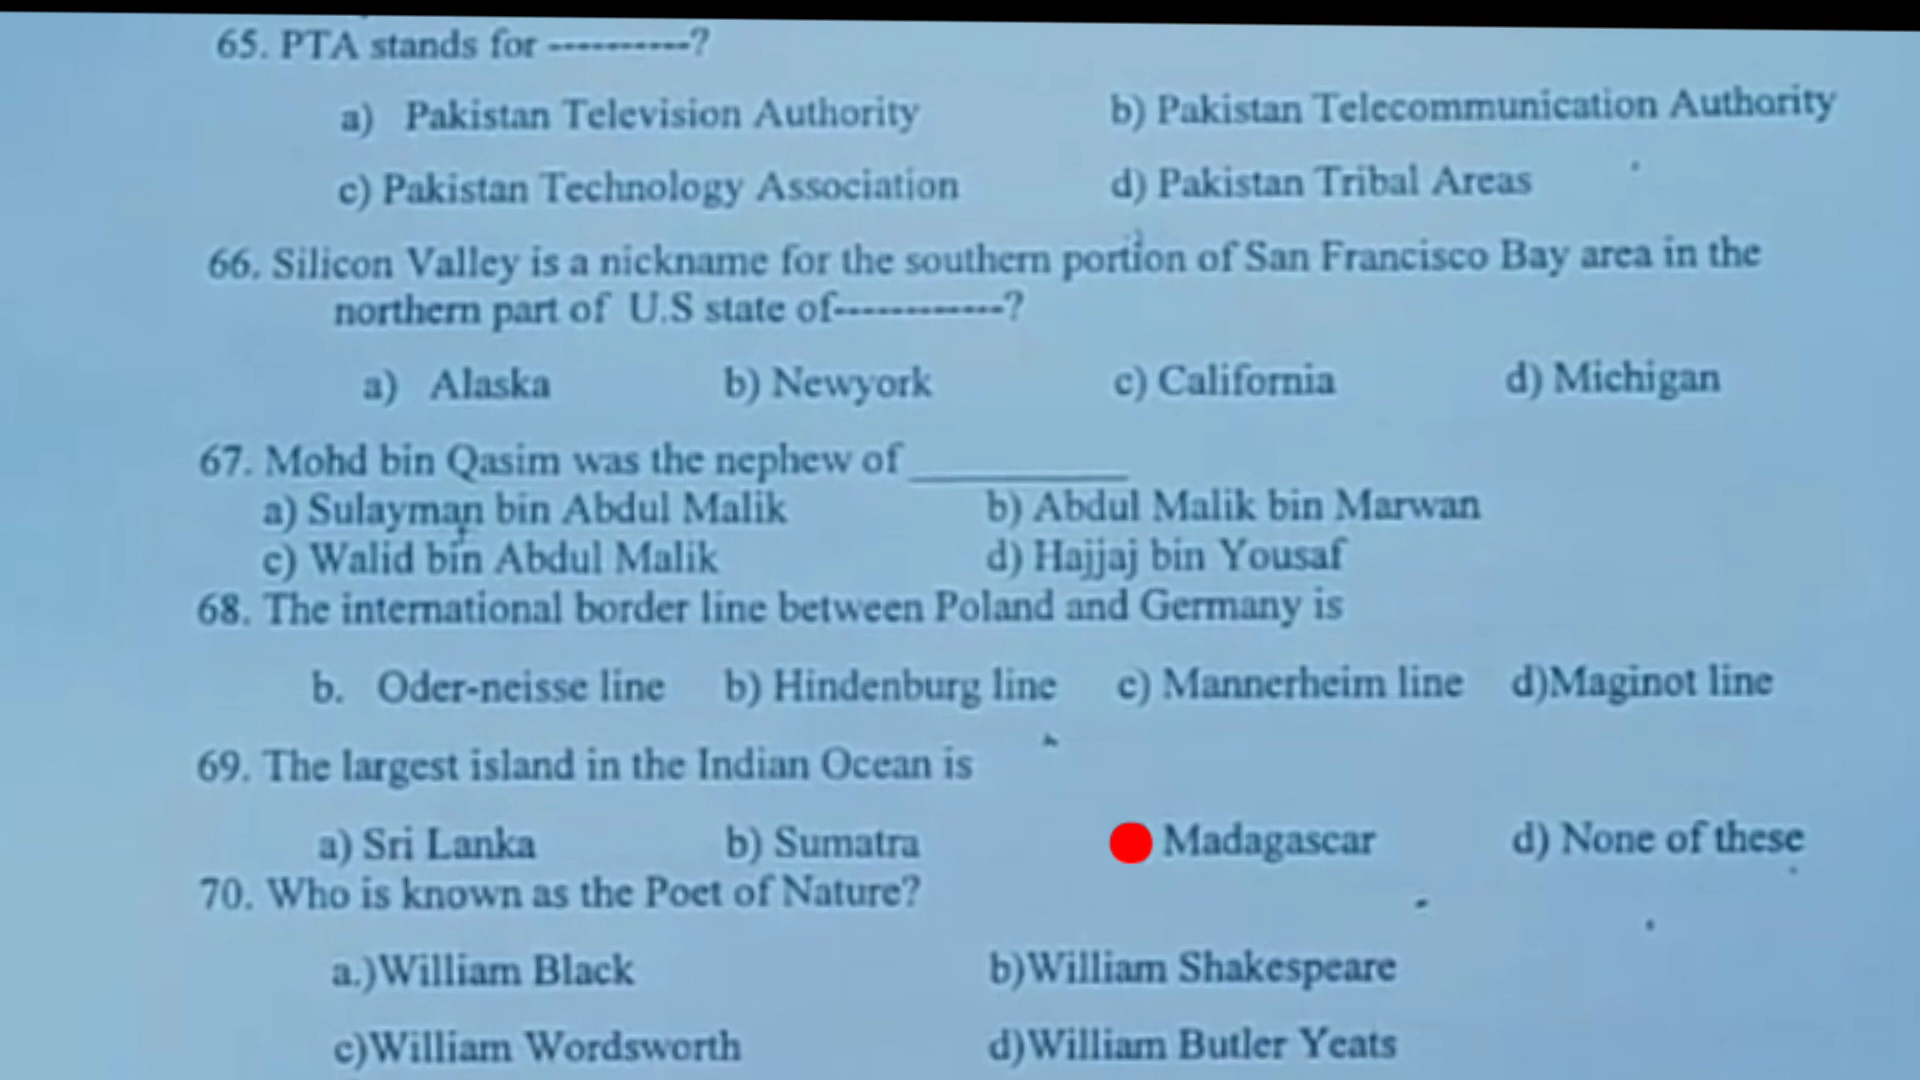 65. PTA stands for ----------?
a) Pakistan Television Authority b) Pakistan Telecommunication Authority
c) Pakistan Technology Association d) Pakistan Tribal Areas
66. Silicon Valley is a nickname for the southern portion of San Francisco Bay area in the
northern part of U.S state of------------?
a) Alaska b) Newyork c) California d) Michigan
67. Mohd bin Qasim was the nephew of __________
a) Sulayman bin Abdul Malik b) Abdul Malik bin Marwan
c) Walid bin Abdul Malik d) Hajjaj bin Yousaf
68. The international border line between Poland and Germany is
b. Oder-neisse line b) Hindenburg line c) Mannerheim line d)Maginot line
69. The largest island in the Indian Ocean is
a) Sri Lanka b) Sumatra Madagascar d) None of these
70. Who is known as the Poet of Nature?
a.)William Black b)William Shakespeare
c)William Wordsworth d)William Butler Yeats